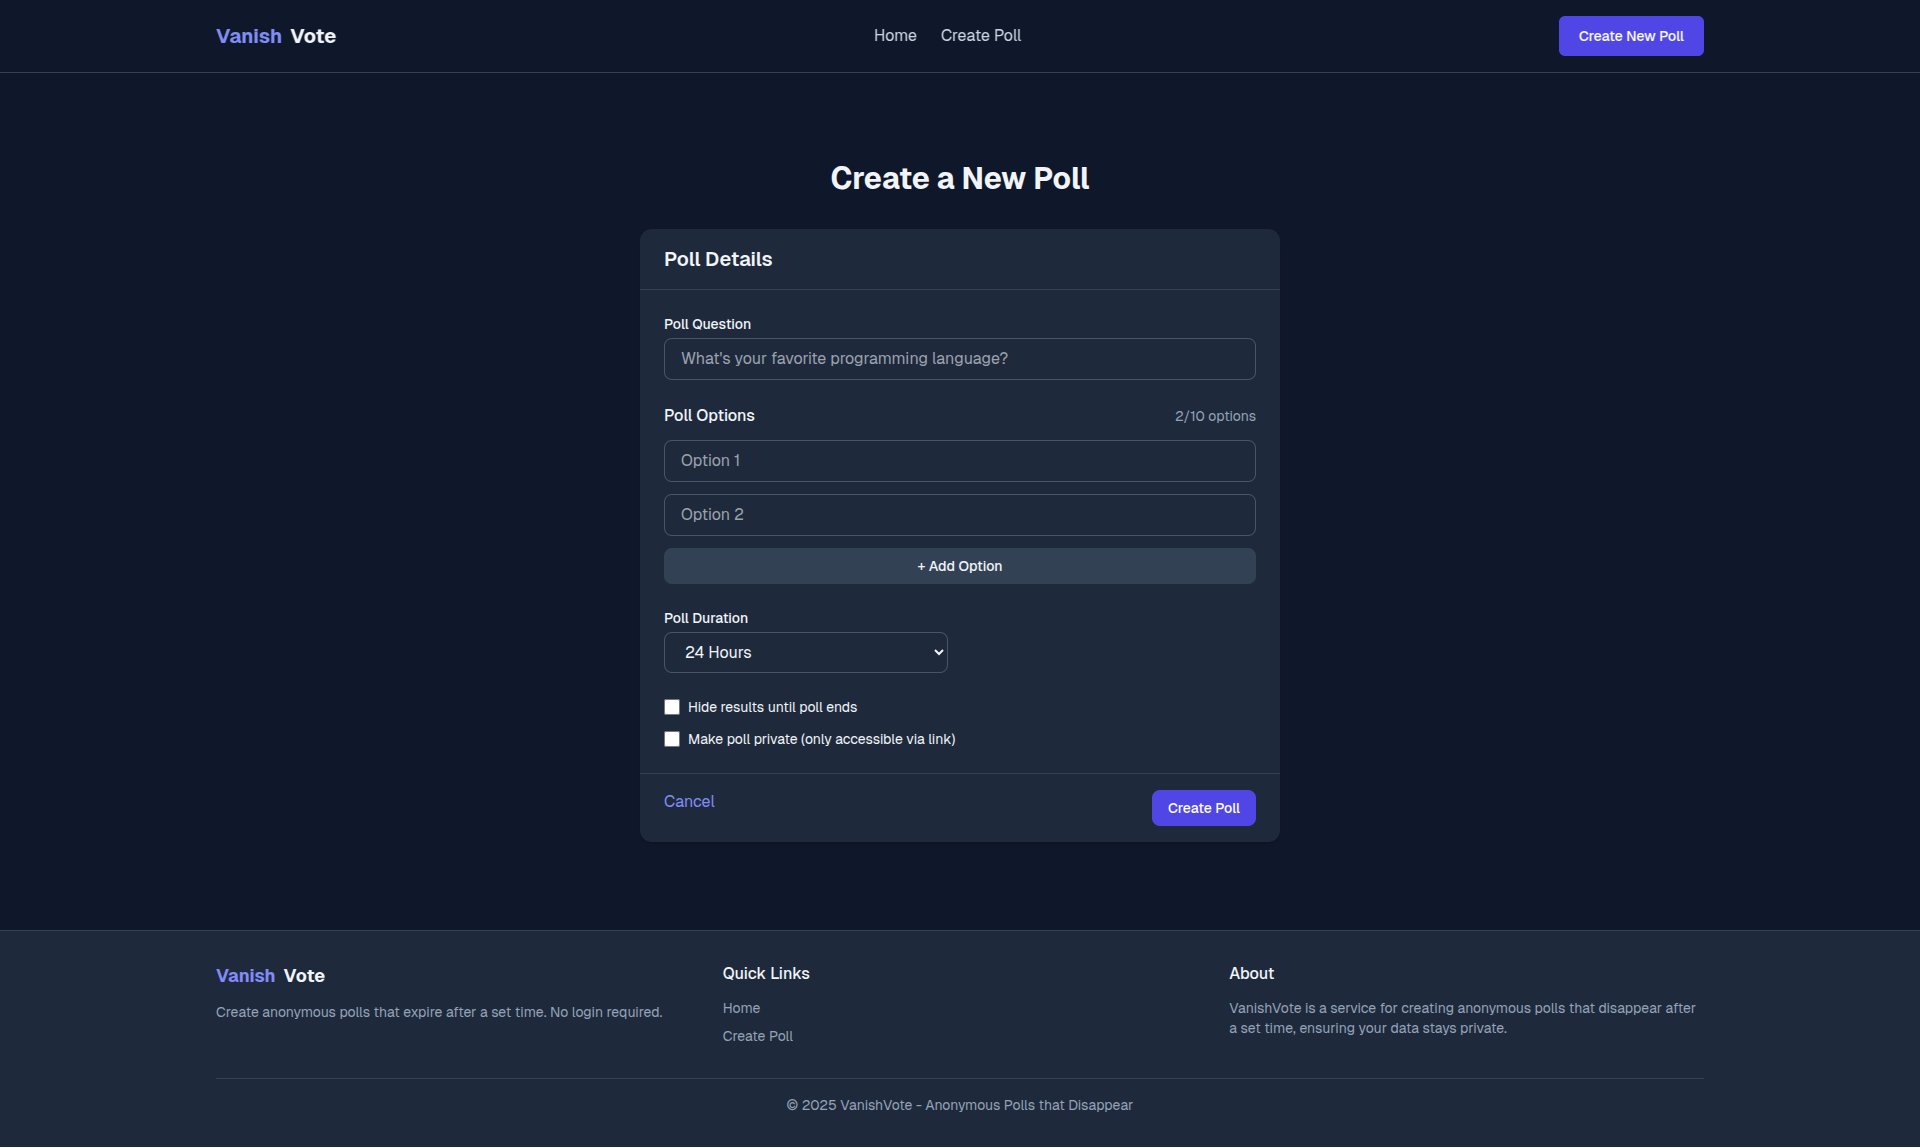 Vanish Vote
Home
Create Poll
Create New Poll
Create a New Poll
Poll Details
Poll Question
What's your favorite programming language?
Poll Options
2/10 options
Option 1
Option 2
+ Add Option
Poll Duration
24 Hours
Hide results until poll ends
Make poll private (only accessible via link)
Cancel
Create Poll
Vanish Vote
Create anonymous polls that expire after a set time. No login required.
Quick Links
Home
Create Poll
About
VanishVote is a service for creating anonymous polls that disappear after
a set time, ensuring your data stays private.
© 2025 VanishVote - Anonymous Polls that Disappear